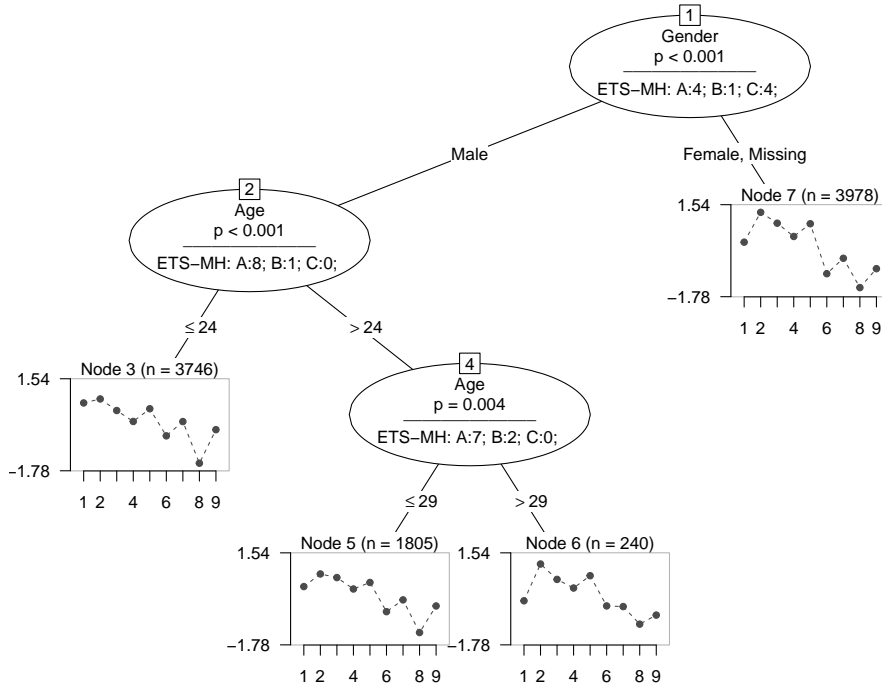 1
Gender
p < 0.001
ETS−MH: A:4; B:1; C:4;
Male
Female, Missing
2
Age
p < 0.001
ETS−MH: A:8; B:1; C:0;
≤ 24
> 24
Node 3 (n = 3746)
1.54
−1.78
1 2 4 6 8 9
4
Age
p = 0.004
ETS−MH: A:7; B:2; C:0;
≤ 29
> 29
Node 5 (n = 1805)
1.54
−1.78
1 2 4 6 8 9
Node 6 (n = 240)
1.54
−1.78
1 2 4 6 8 9
Node 7 (n = 3978)
1.54
−1.78
1 2 4 6 8 9